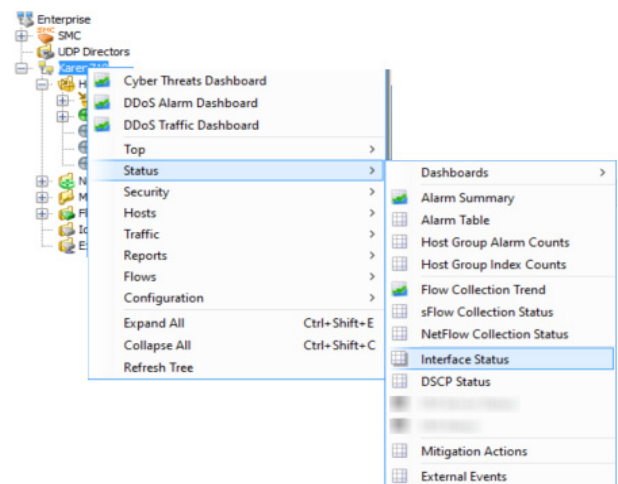 Enterprise
SMC
SMC
UDP Directors
Cyber Threats Dashboard
DDoS Alarm Dashboard
DDoS Traffic Dashboard
Top >
Status >
Security >
Hosts >
Traffic >
Reports >
Flows >
Configuration >
Expand All Ctrl+Shift+E
Collapse All Ctrl+Shift+C
Refresh Tree
Dashboards >
Alarm Summary
Alarm Table
Host Group Alarm Counts
Host Group Index Counts
Flow Collection Trend
sFlow Collection Status
NetFlow Collection Status
Interface Status
DSCP Status
Mitigation Actions
External Events